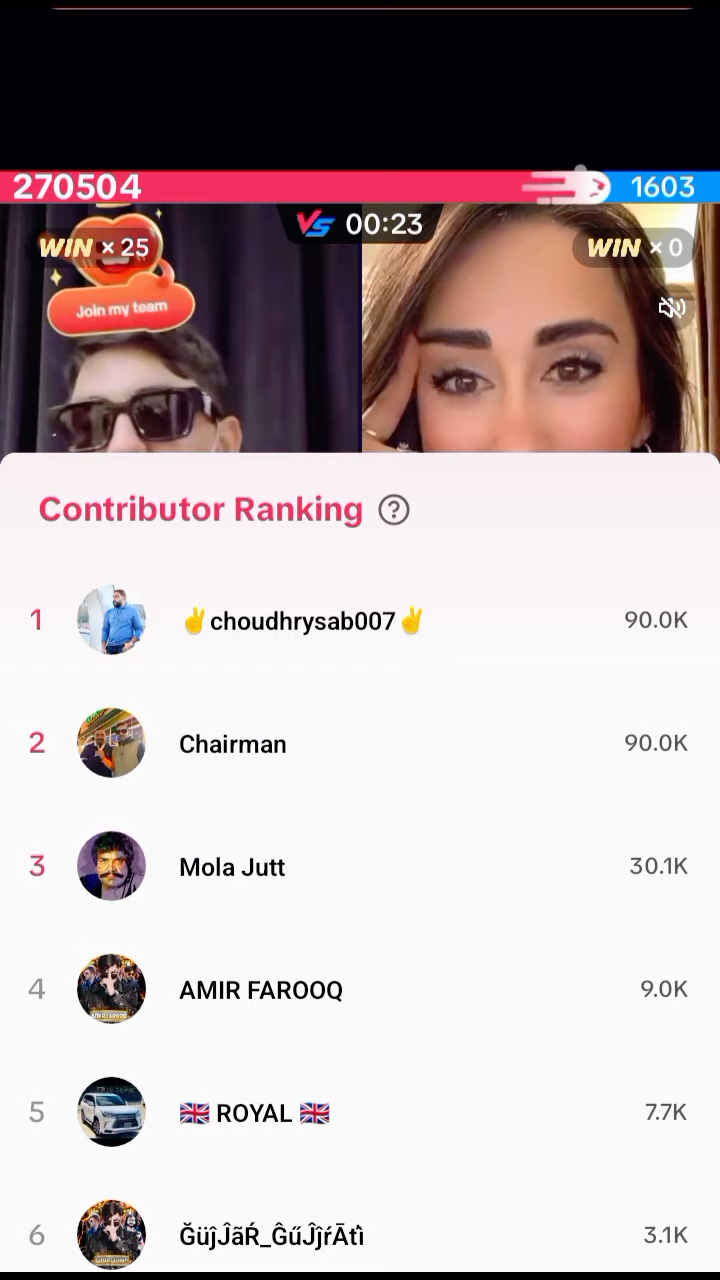 270504
1603
VS 00:23
WIN × 25
WIN × 0
Join my team
Contributor Ranking ?
1 ✌️choudhrysab007✌️ 90.0K
2 Chairman 90.0K
3 Mola Jutt 30.1K
4 AMIR FAROOQ 9.0K
5 🇬🇧 ROYAL 🇬🇧 7.7K
6 ĞüĵĴãŔ_ĜűĴĵŕĀtì 3.1K